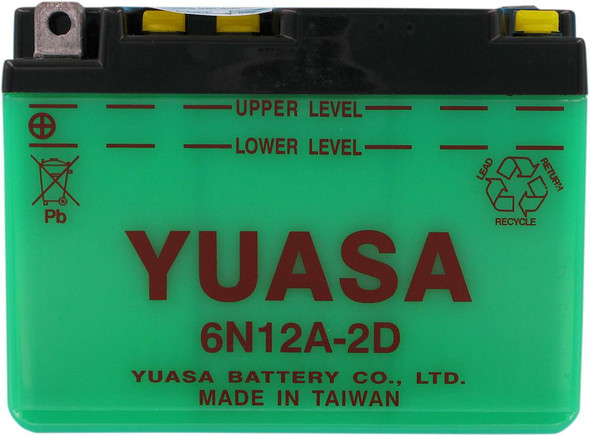 UPPER LEVEL
LOWER LEVEL
Pb
LEAD RETURN
RECYCLE
YUASA
6N12A-2D
YUASA BATTERY CO., LTD.
MADE IN TAIWAN